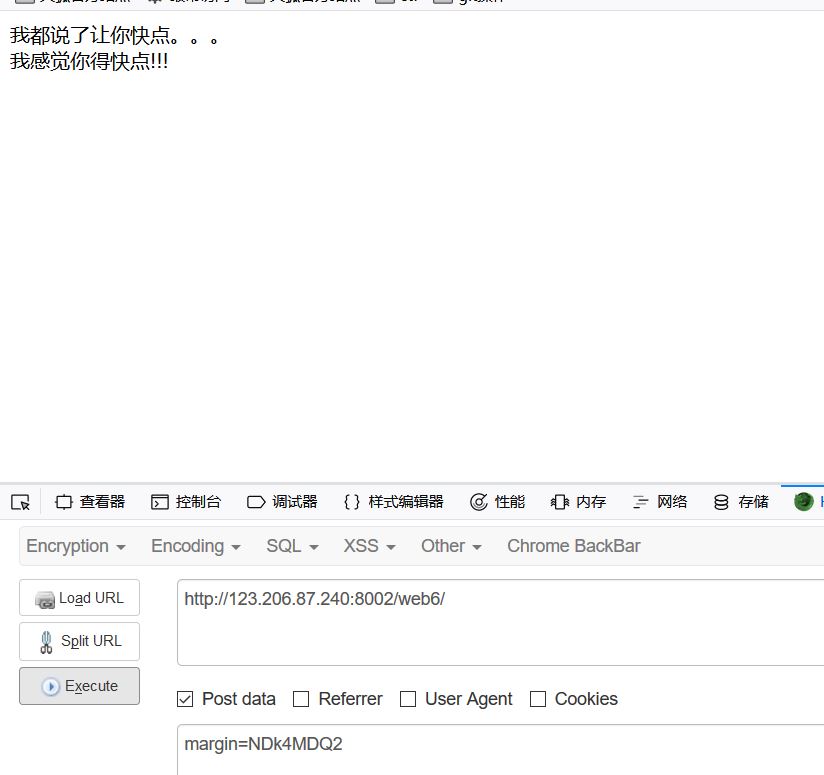 我都说了让你快点。。。
我感觉你得快点!!!
查看器 控制台 调试器 {} 样式编辑器 性能 内存 网络 存储
Encryption Encoding SQL XSS Other Chrome BackBar
Load URL
http://123.206.87.240:8002/web6/
Split URL
Execute
Post data Referrer User Agent Cookies
margin=NDk4MDQ2